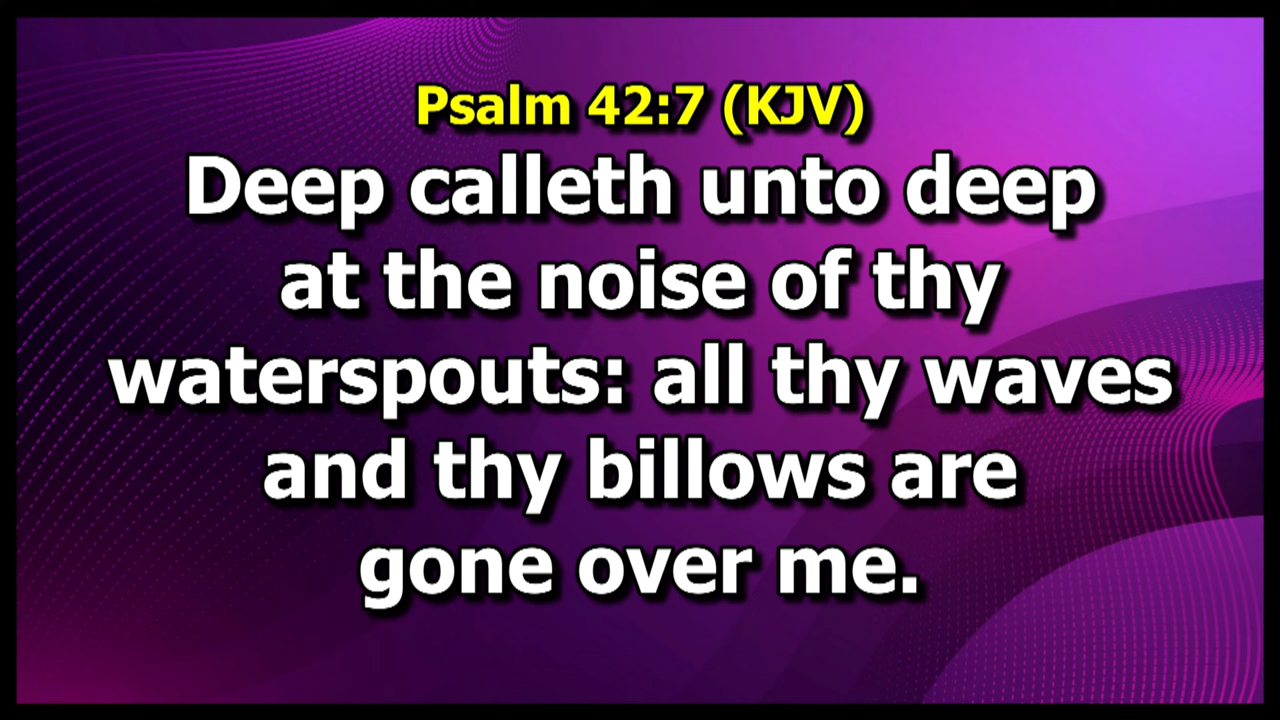 Psalm 42:7 (KJV)
Deep calleth unto deep
at the noise of thy
waterspouts: all thy waves
and thy billows are
gone over me.